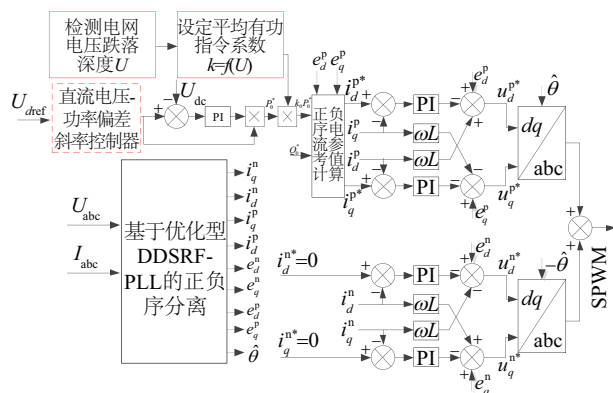 检测电网
电压跌落
深度U
设定平均有功
指令系数
k=f(U)
e_d^p
e_q^p
U_dref
直流电压-
功率偏差
斜率控制器
U_dc
PI
P_0^*
k_0P_0^*
Q_0^*
正负
序电
流参
考值
计算
i_d^p*
i_q^p
i_d^p
i_q^p*
PI
ωL
ωL
PI
e_d^p
e_q^p
u_d^p*
u_q^p*
θ̂
dq
abc
U_abc
I_abc
基于优化型
DDSRF-
PLL的正负
序分离
i_q^n
i_d^n
i_q^p
i_d^p
e_d^n
e_q^n
e_d^p
e_q^p
θ̂
i_d^n*=0
i_d^n
i_q^n
i_q^n*=0
PI
ωL
ωL
PI
e_d^n
e_q^n
u_d^n*
u_q^n*
-θ̂
dq
abc
SPWM